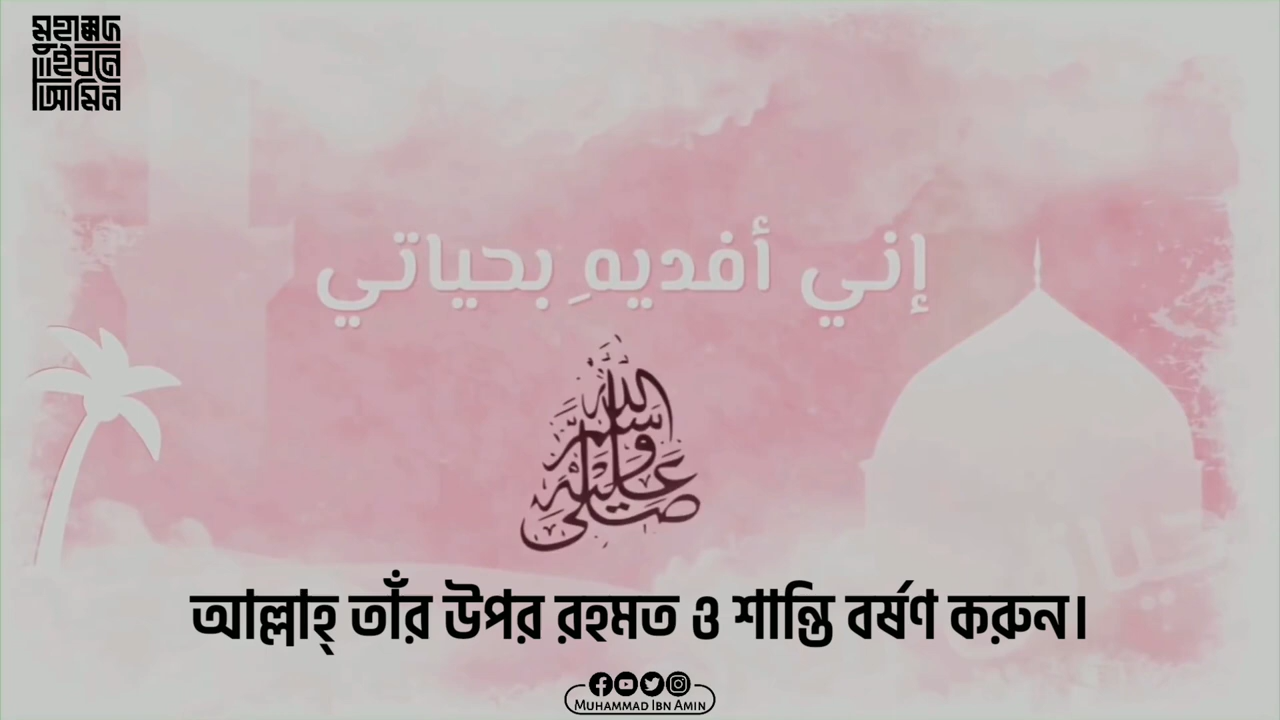 মুহাম্মদ
ইবনে
আমিন
إني أفديهِ بحياتي
صلى الله عليه وسلم
আল্লাহ্ তাঁর উপর রহমত ও শান্তি বর্ষণ করুন।
Muhammad Ibn Amin